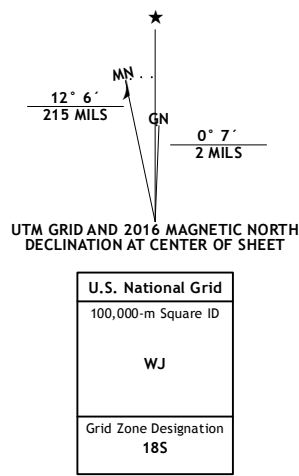 ★
MN
GN
12° 6´
215 MILS
0° 7´
2 MILS
UTM GRID AND 2016 MAGNETIC NORTH
DECLINATION AT CENTER OF SHEET
U.S. National Grid
100,000-m Square ID
WJ
Grid Zone Designation
18S